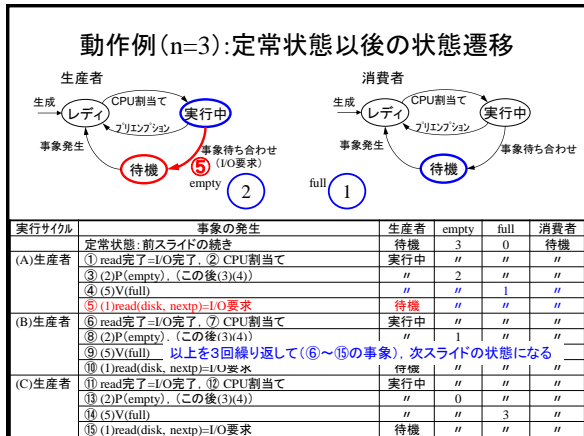 動作例(n=3):定常状態以後の状態遷移
生産者
消費者
生成
CPU割当て
レディ
実行中
プリエンプション
事象発生
事象待ち合わせ
(I/O要求)
⑤
待機
生成
CPU割当て
レディ
実行中
プリエンプション
事象発生
事象待ち合わせ
待機
empty 2
full 1
実行サイクル 事象の発生 生産者 empty full 消費者
定常状態:前スライドの続き 待機 3 0 待機
(A)生産者 ① read完了=I/O完了, ② CPU割当て 実行中 〃 〃 〃
③ (2)P(empty), (この後(3)(4)) 〃 2 〃 〃
④ (5)V(full) 〃 〃 1 〃
⑤ (1)read(disk, nextp)=I/O要求 待機 〃 〃 〃
(B)生産者 ⑥ read完了=I/O完了, ⑦ CPU割当て 実行中 〃 〃 〃
⑧ (2)P(empty), (この後(3)(4)) 〃 1 〃 〃
⑨ (5)V(full)
以上を3回繰り返して(⑥~⑮の事象), 次スライドの状態になる
⑩ (1)read(disk, nextp)=I/O要求 待機 〃 〃 〃
(C)生産者 ⑪ read完了=I/O完了, ⑫ CPU割当て 実行中 〃 〃 〃
⑬ (2)P(empty), (この後(3)(4)) 〃 0 〃 〃
⑭ (5)V(full) 〃 〃 3 〃
⑮ (1)read(disk, nextp)=I/O要求 待機 〃 〃 〃